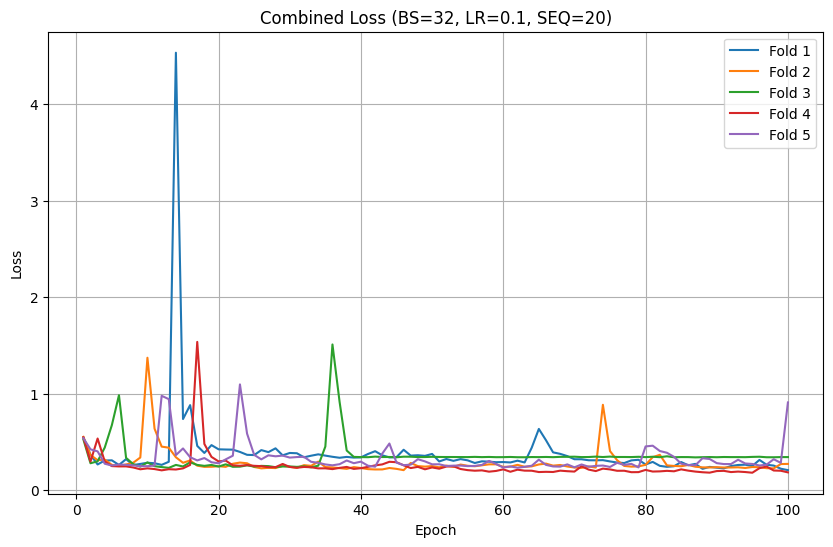 Combined Loss (BS=32, LR=0.1, SEQ=20)
Fold 1
Fold 2
Fold 3
Fold 4
Fold 5
Loss
4
3
2
1
0
0 20 40 60 80 100
Epoch